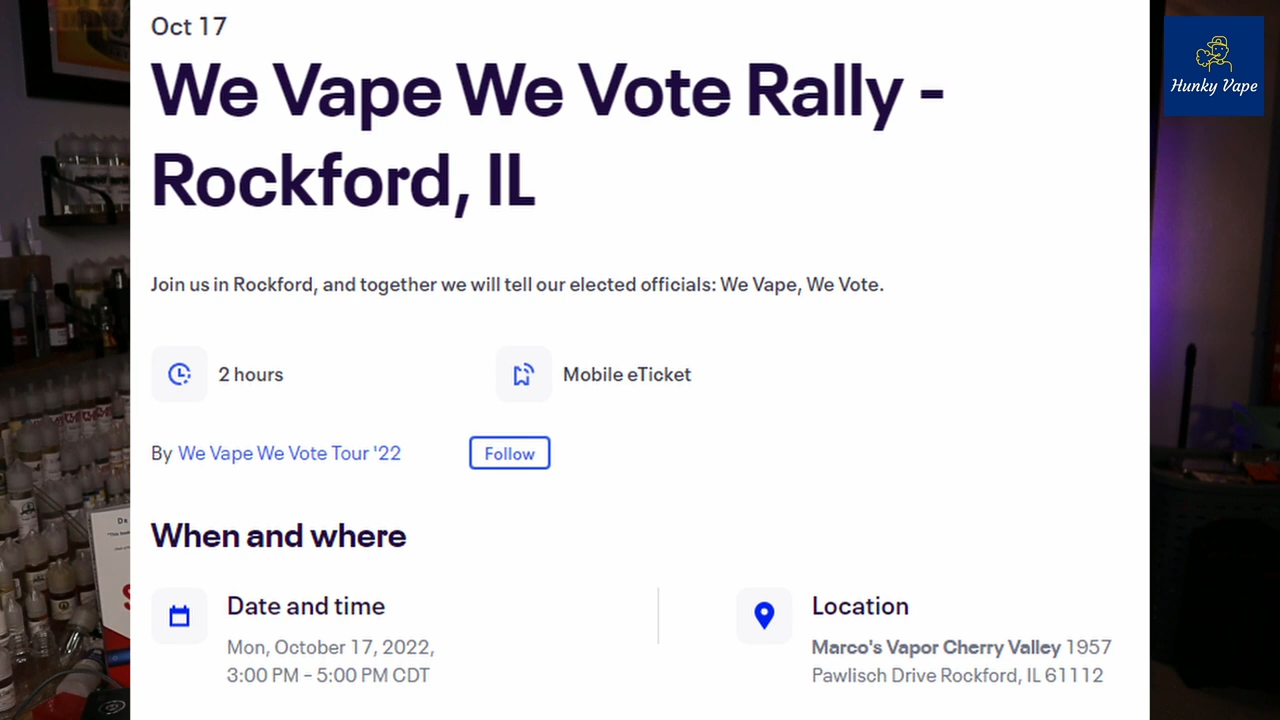 Oct 17
We Vape We Vote Rally -
Rockford, IL
Hunky Vape
Join us in Rockford, and together we will tell our elected officials: We Vape, We Vote.
2 hours
Mobile eTicket
By We Vape We Vote Tour '22
Follow
When and where
Date and time
Mon, October 17, 2022,
3:00 PM – 5:00 PM CDT
Location
Marco's Vapor Cherry Valley 1957
Pawlisch Drive Rockford, IL 61112